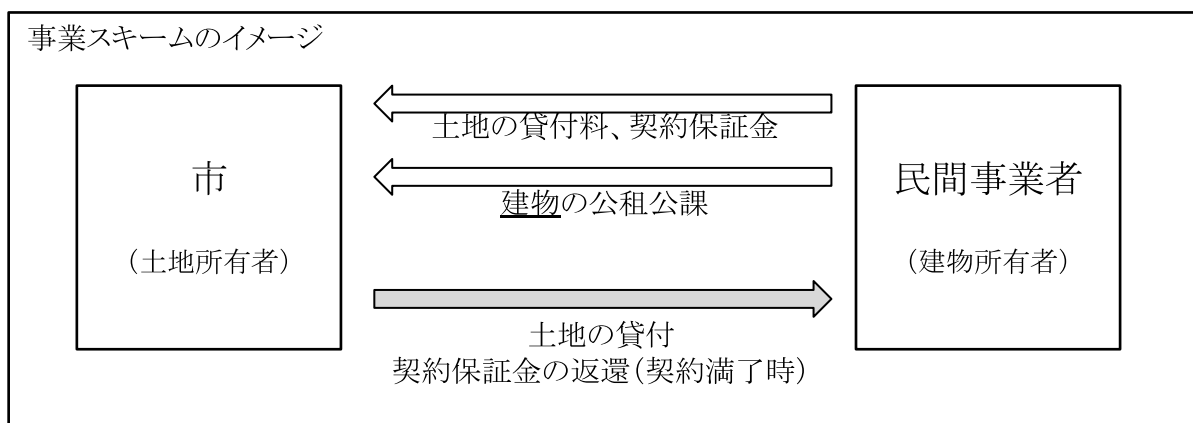 事業スキームのイメージ
市
（土地所有者）
土地の貸付料、契約保証金
建物の公租公課
土地の貸付
契約保証金の返還（契約満了時）
民間事業者
（建物所有者）